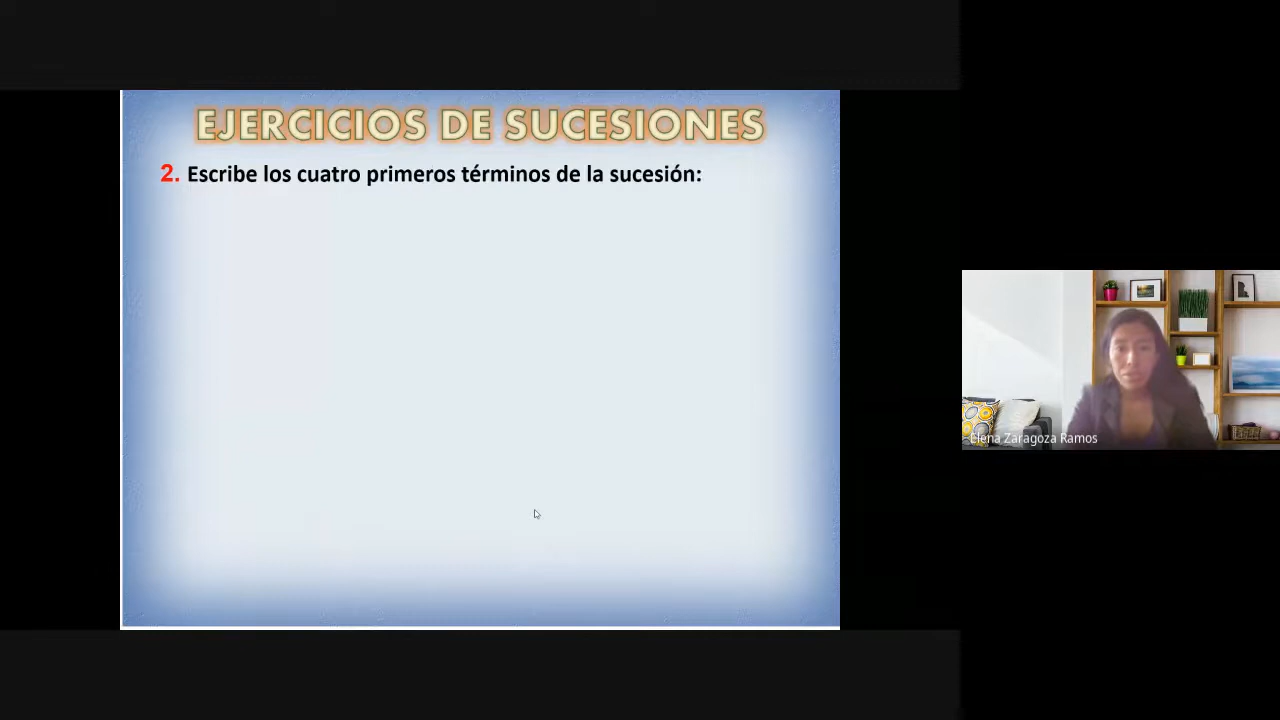 EJERCICIOS DE SUCESIONES
2. Escribe los cuatro primeros términos de la sucesión:
Elena Zaragoza Ramos